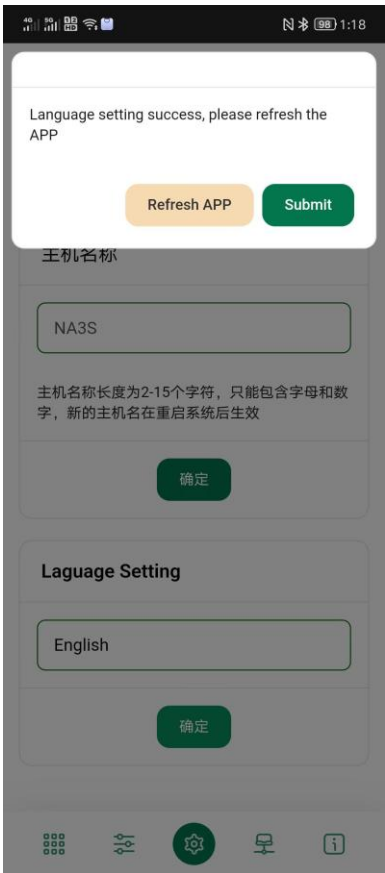 4G 5G HD 98 1:18
Language setting success, please refresh the
APP
Refresh APP Submit
主机名称
NA3S
主机名称长度为2-15个字符，只能包含字母和数
字，新的主机名在重启系统后生效
确定
Laguage Setting
English
确定